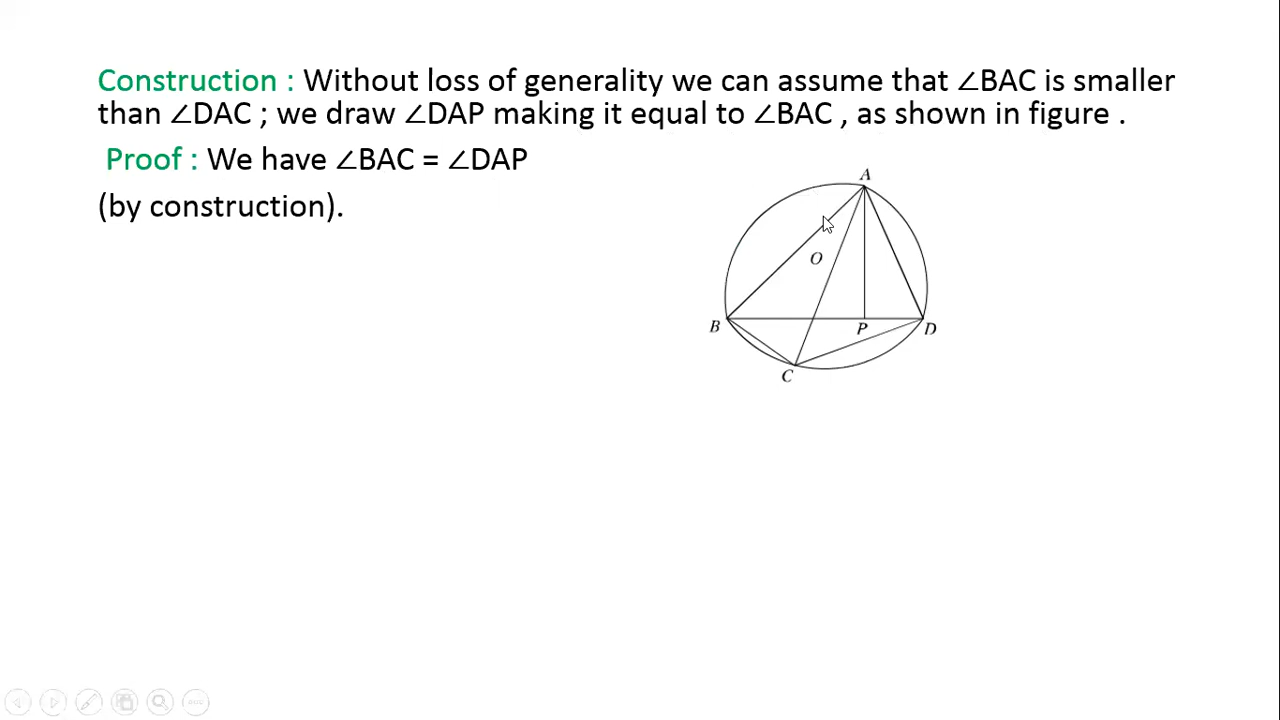 Construction : Without loss of generality we can assume that ∠BAC is smaller
than ∠DAC ; we draw ∠DAP making it equal to ∠BAC , as shown in figure .
Proof : We have ∠BAC = ∠DAP
(by construction).
A
O
B
P
D
C